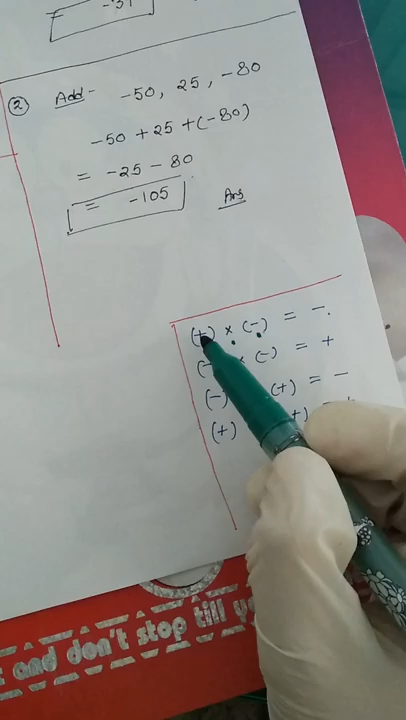 = -31
② Add - -50, 25, -80
-50 + 25 + (-80)
= -25 - 80
= -105 Ans
(+) × (-) = -.
(-) × (-) = +
(-) (+) = -
(+) +) = +
and don't stop till y